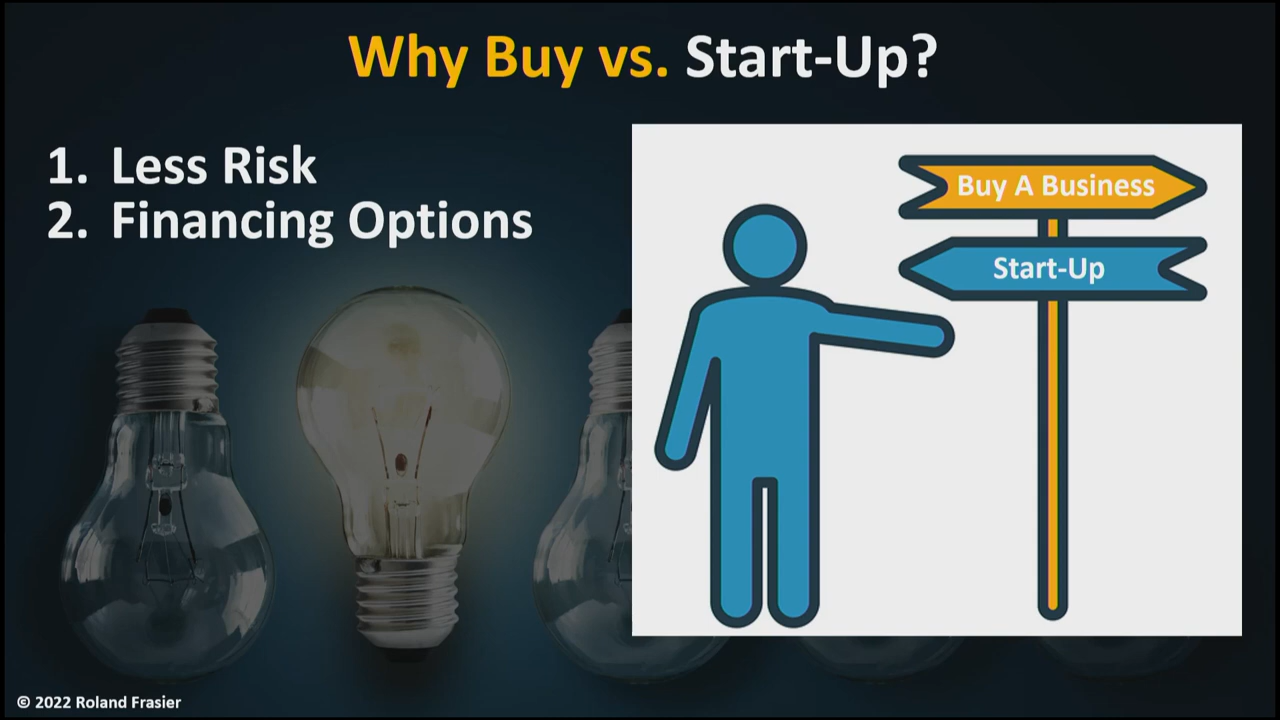 Why Buy vs. Start-Up?
1. Less Risk
2. Financing Options
Buy A Business
Start-Up
© 2022 Roland Frasier